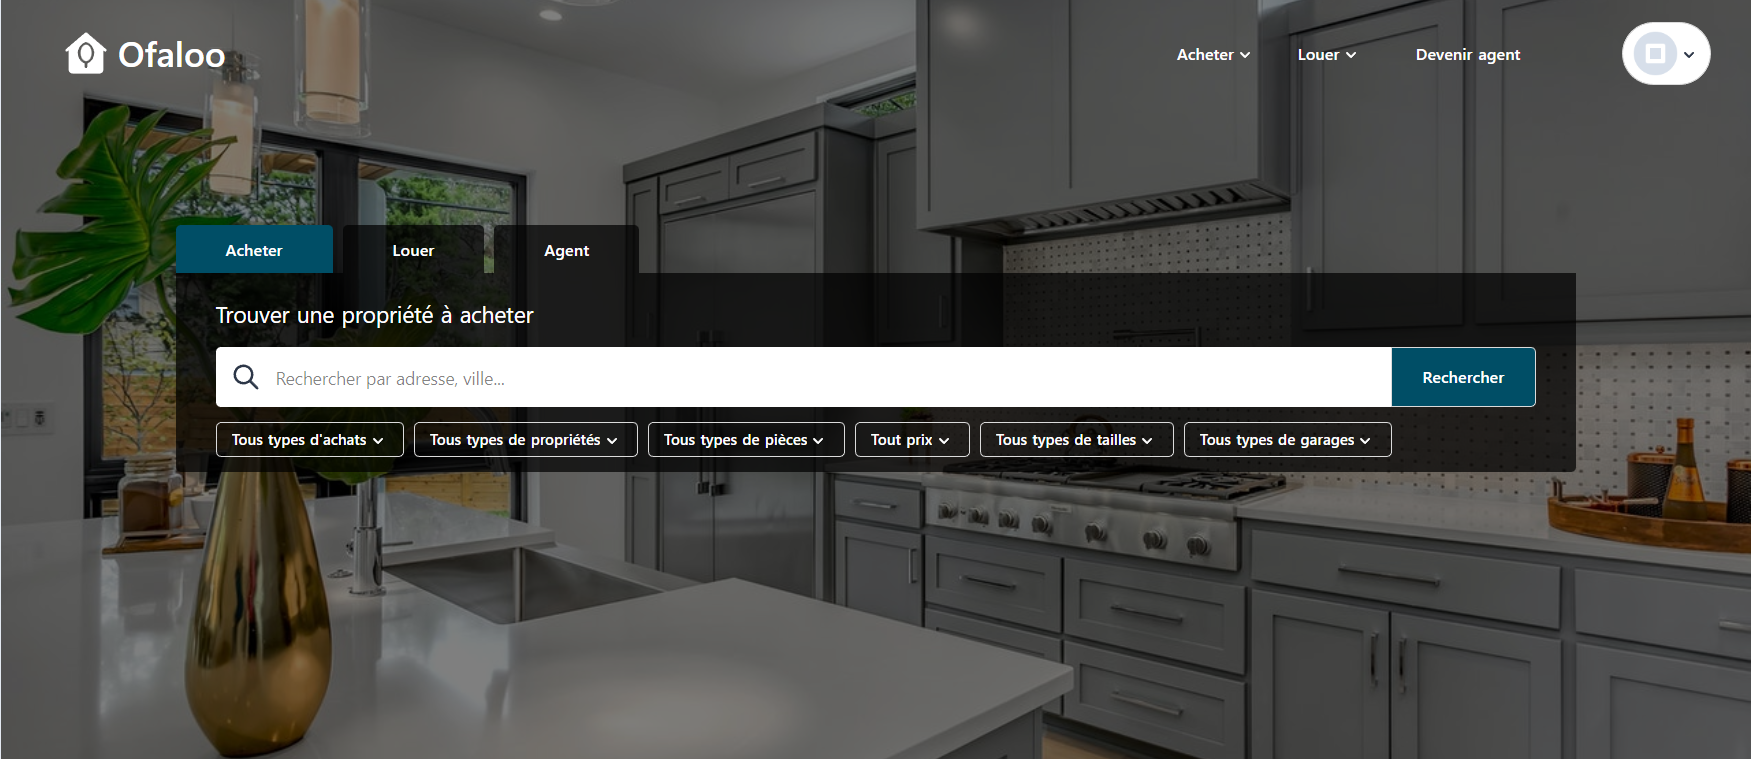 Ofaloo
Acheter
Louer
Devenir agent
Acheter
Louer
Agent
Trouver une propriété à acheter
Rechercher par adresse, ville...
Rechercher
Tous types d'achats
Tous types de propriétés
Tous types de pièces
Tout prix
Tous types de tailles
Tous types de garages